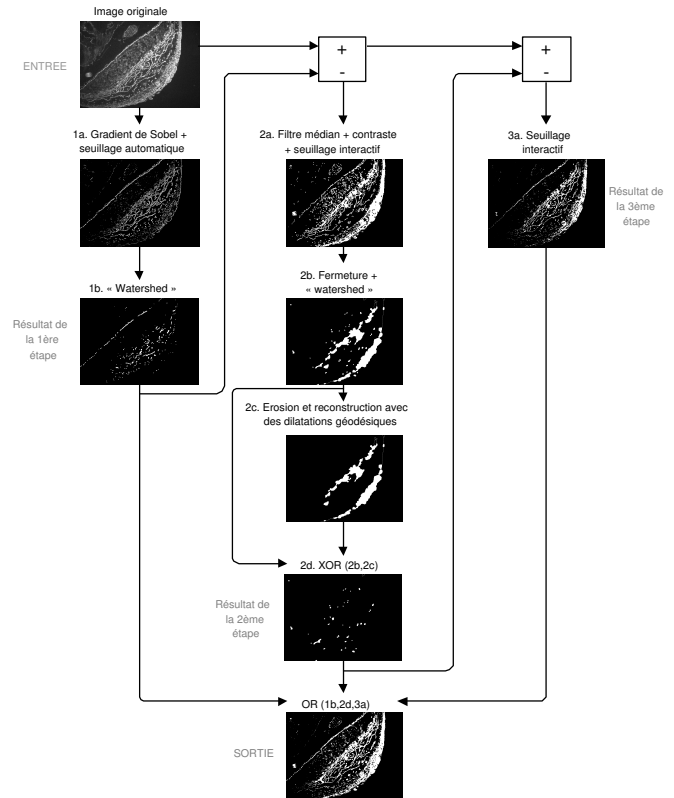 Image originale
ENTREE
+
-
+
-
1a. Gradient de Sobel +
seuillage automatique
2a. Filtre médian + contraste
+ seuillage interactif
3a. Seuillage
interactif
Résultat de
la 3ème
étape
1b. « Watershed »
Résultat de
la 1ère
étape
2b. Fermeture +
« watershed »
2c. Erosion et reconstruction avec
des dilatations géodésiques
2d. XOR (2b,2c)
Résultat de
la 2ème
étape
OR (1b,2d,3a)
SORTIE